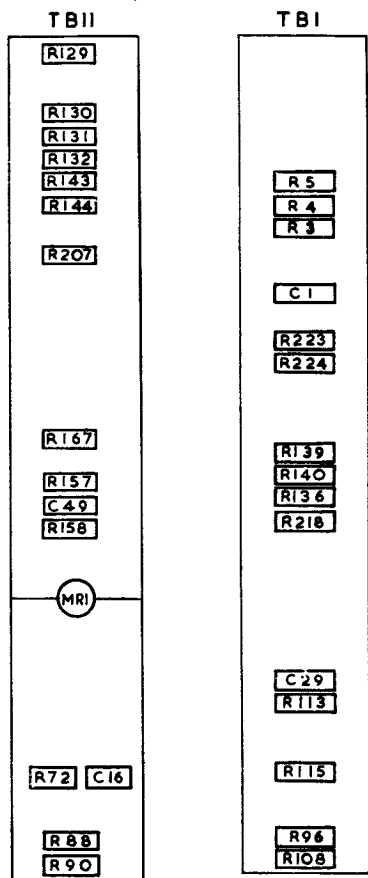 TB11
R129
R130
R131
R132
R143
R144
R207
R167
R157
C49
R158
MR1
R72 C16
R88
R90
TB1
R5
R4
R3
C1
R223
R224
R139
R140
R136
R218
C29
R113
R115
R96
R108